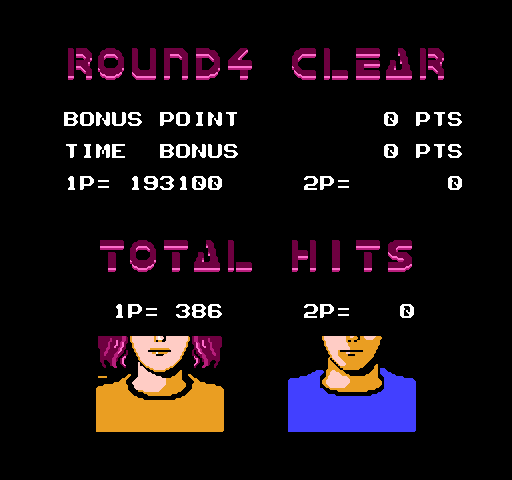 ROUND4 CLEAR
BONUS POINT 0 PTS
TIME BONUS 0 PTS
1P= 193100 2P= 0
TOTAL HITS
1P= 386 2P= 0